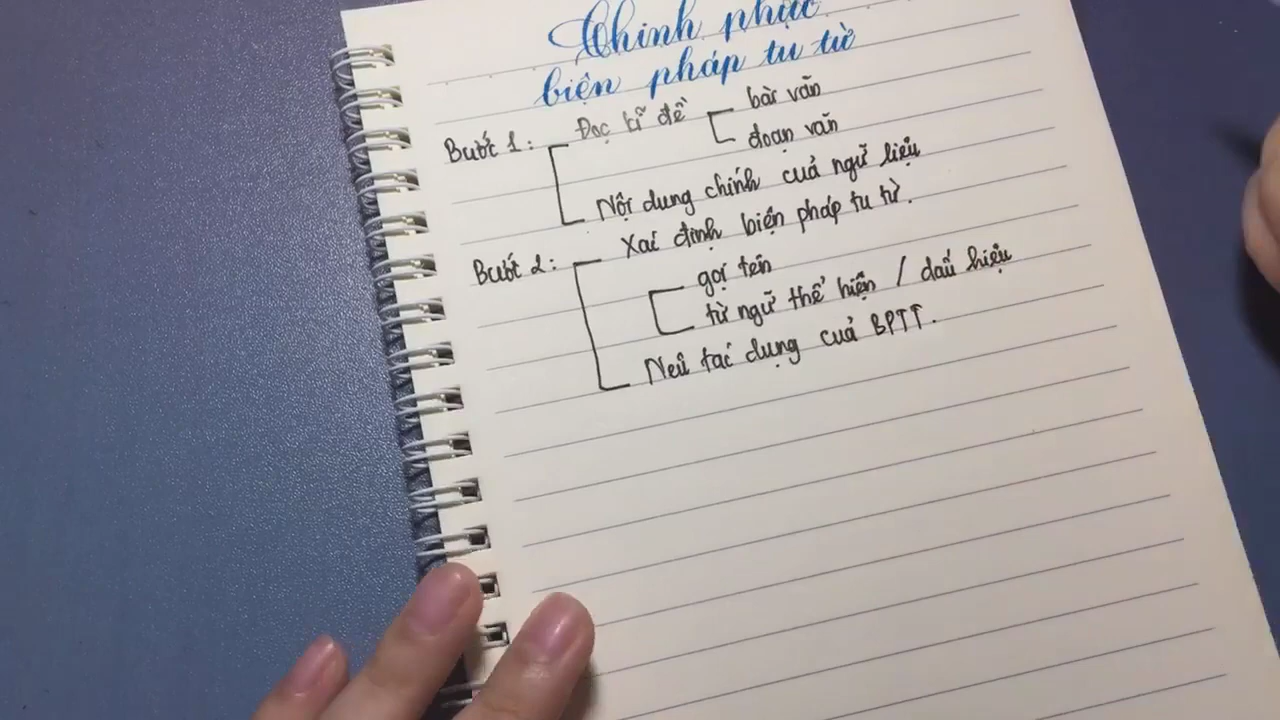 Chinh phục
biện pháp tu từ
Bước 1: Đọc kĩ đề bài văn
đoạn văn
Nội dung chính của ngữ liệu
Bước 2: Xác định biện pháp tu từ.
gọi tên
từ ngữ thể hiện / dấu hiệu
Nêu tác dụng của BPTT.